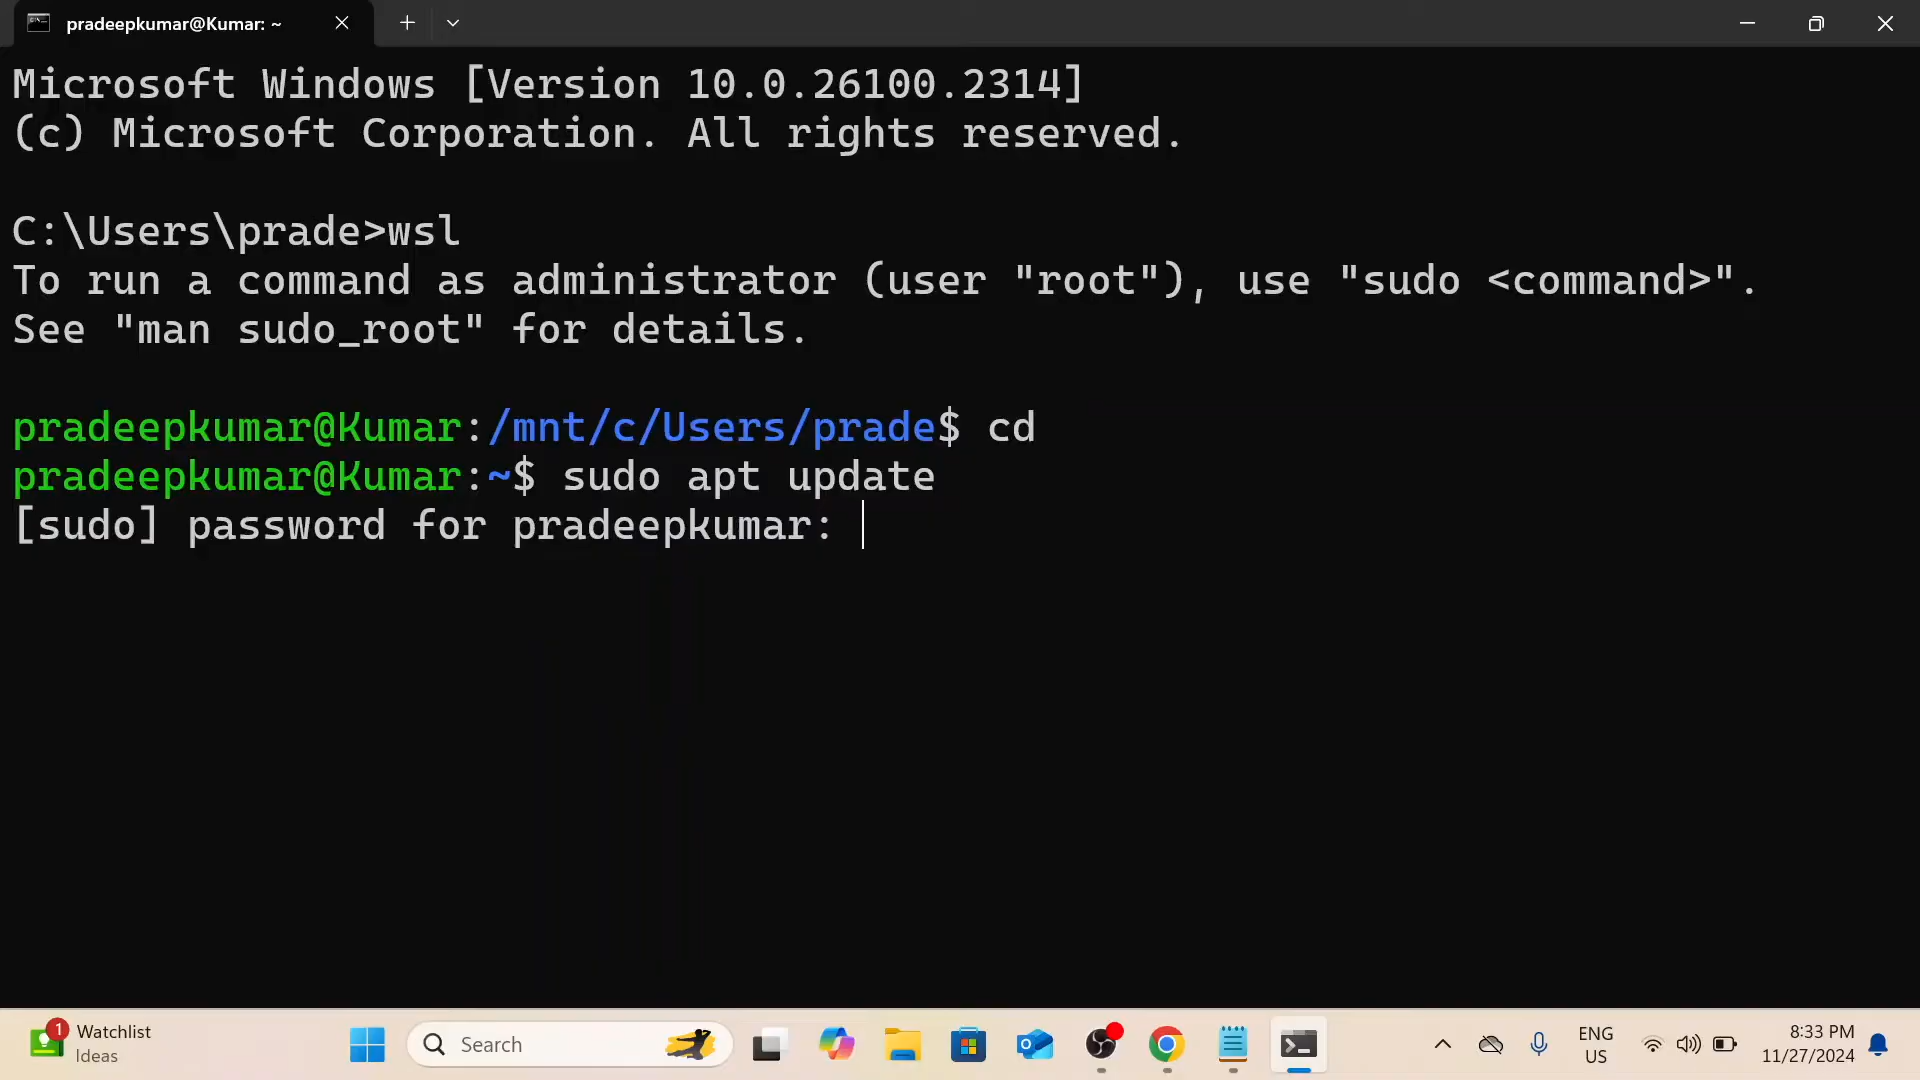 pradeepkumar@Kumar: ~
Microsoft Windows [Version 10.0.26100.2314]
(c) Microsoft Corporation. All rights reserved.
C:\Users\prade>wsl
To run a command as administrator (user "root"), use "sudo <command>".
See "man sudo_root" for details.
pradeepkumar@Kumar:/mnt/c/Users/prade$ cd
pradeepkumar@Kumar:~$ sudo apt update
[sudo] password for pradeepkumar:
1
Watchlist
Ideas
Search
ENG
US
8:33 PM
11/27/2024